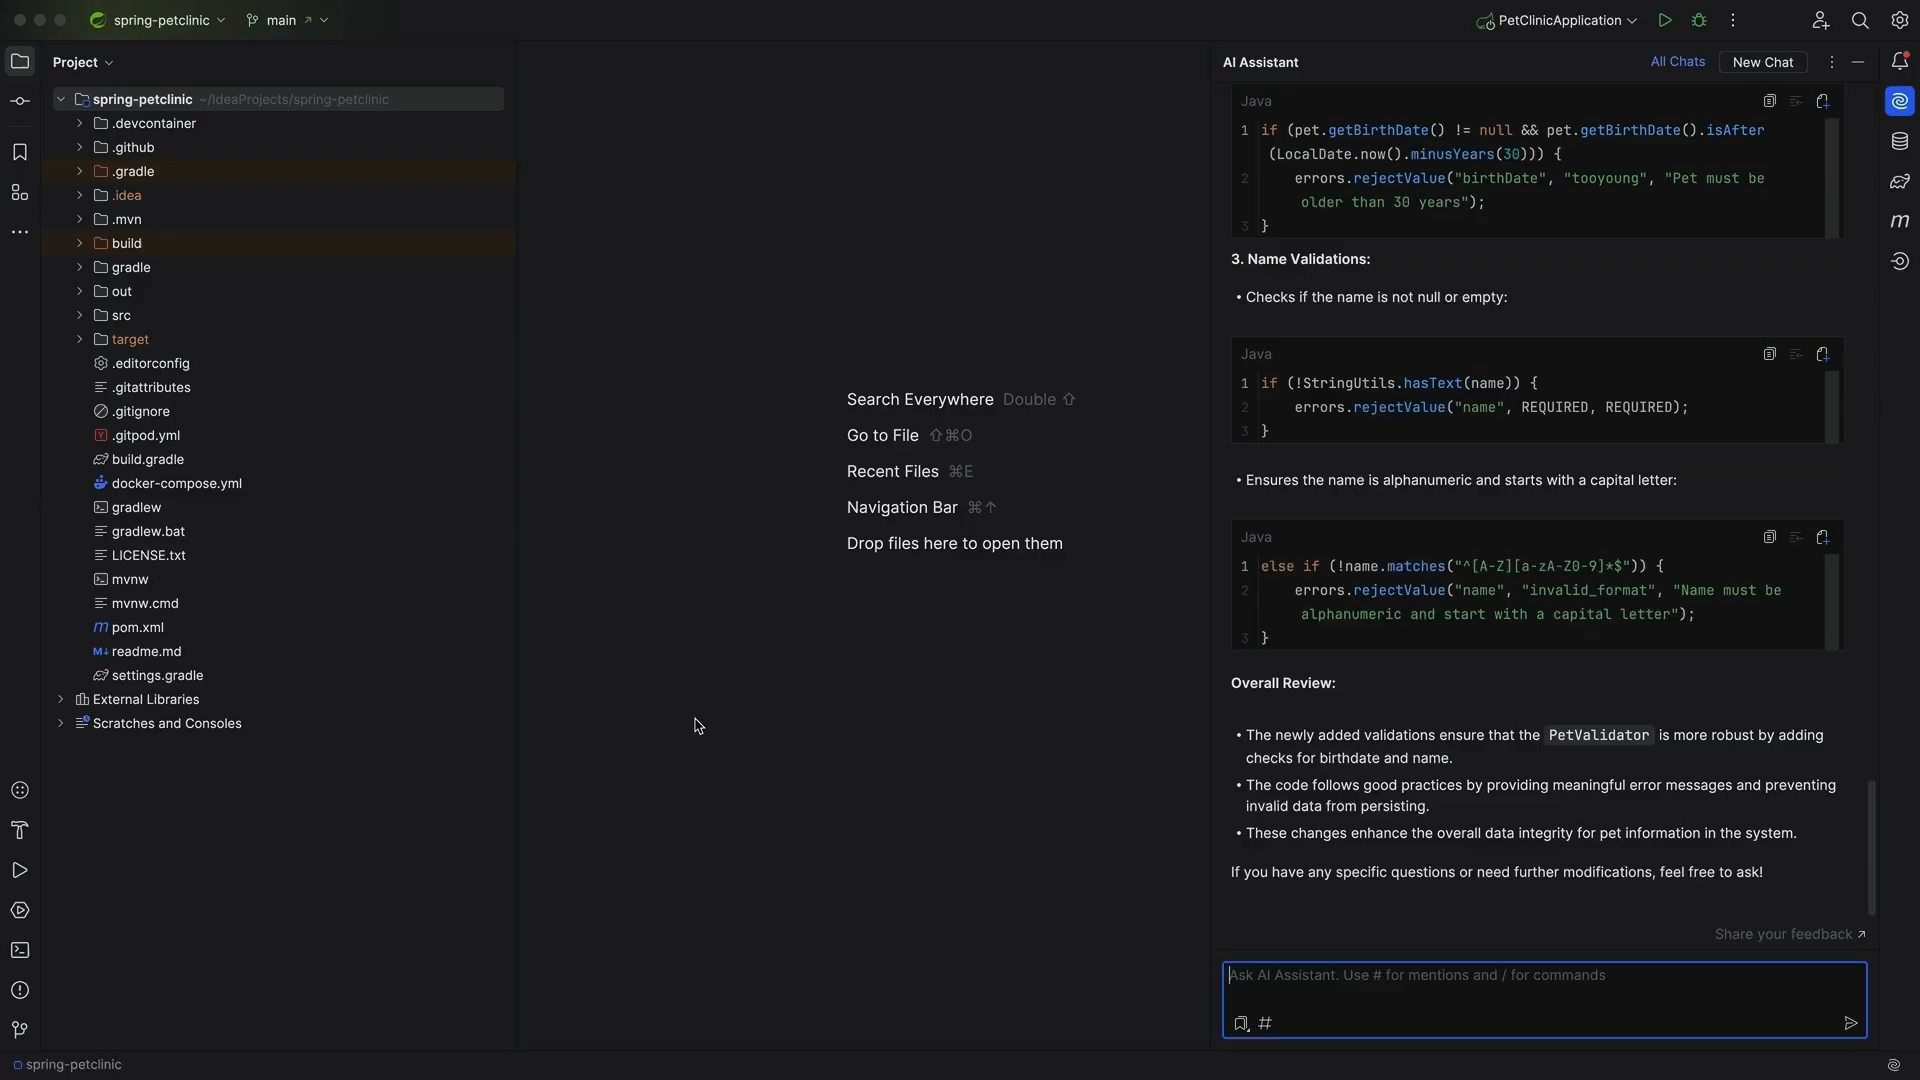 spring-petclinic
main
PetClinicApplication
Project
spring-petclinic ~/IdeaProjects/spring-petclinic
.devcontainer
.github
.gradle
.idea
.mvn
build
gradle
out
src
target
.editorconfig
.gitattributes
.gitignore
.gitpod.yml
build.gradle
docker-compose.yml
gradlew
gradlew.bat
LICENSE.txt
mvnw
mvnw.cmd
pom.xml
readme.md
settings.gradle
External Libraries
Scratches and Consoles
Search Everywhere Double ⇧
Go to File ⇧⌘O
Recent Files ⌘E
Navigation Bar ⌘↑
Drop files here to open them
AI Assistant
All Chats
New Chat
Java
1 if (pet.getBirthDate() != null && pet.getBirthDate().isAfter
(LocalDate.now().minusYears(30))) {
2 errors.rejectValue("birthDate", "tooyoung", "Pet must be
older than 30 years");
3 }
3. Name Validations:
• Checks if the name is not null or empty:
Java
1 if (!StringUtils.hasText(name)) {
2 errors.rejectValue("name", REQUIRED, REQUIRED);
3 }
• Ensures the name is alphanumeric and starts with a capital letter:
Java
1 else if (!name.matches("^[A-Z][a-zA-Z0-9]*$")) {
2 errors.rejectValue("name", "invalid_format", "Name must be
alphanumeric and start with a capital letter");
3 }
Overall Review:
• The newly added validations ensure that the PetValidator is more robust by adding
checks for birthdate and name.
• The code follows good practices by providing meaningful error messages and preventing
invalid data from persisting.
• These changes enhance the overall data integrity for pet information in the system.
If you have any specific questions or need further modifications, feel free to ask!
Share your feedback ↗
Ask AI Assistant. Use # for mentions and / for commands
spring-petclinic